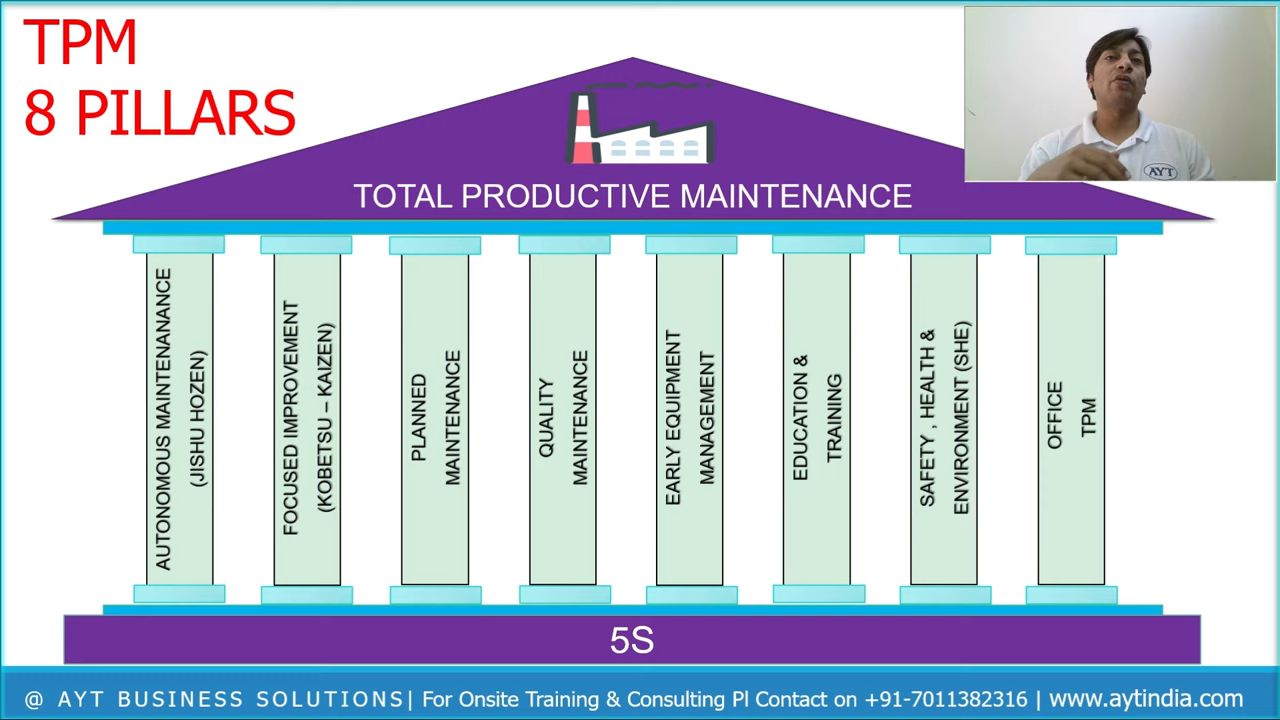 TPM
8 PILLARS
AYT
TOTAL PRODUCTIVE MAINTENANCE
AUTONOMOUS MAINTENANANCE
(JISHU HOZEN)
FOCUSED IMPROVEMENT
(KOBETSU – KAIZEN)
PLANNED
MAINTENANCE
QUALITY
MAINTENANCE
EARLY EQUIPMENT
MANAGEMENT
EDUCATION &
TRAINING
SAFETY , HEALTH &
ENVIRONMENT (SHE)
OFFICE
TPM
5S
@ AYT BUSINESS SOLUTIONS| For Onsite Training & Consulting Pl Contact on +91-7011382316 | www.aytindia.com